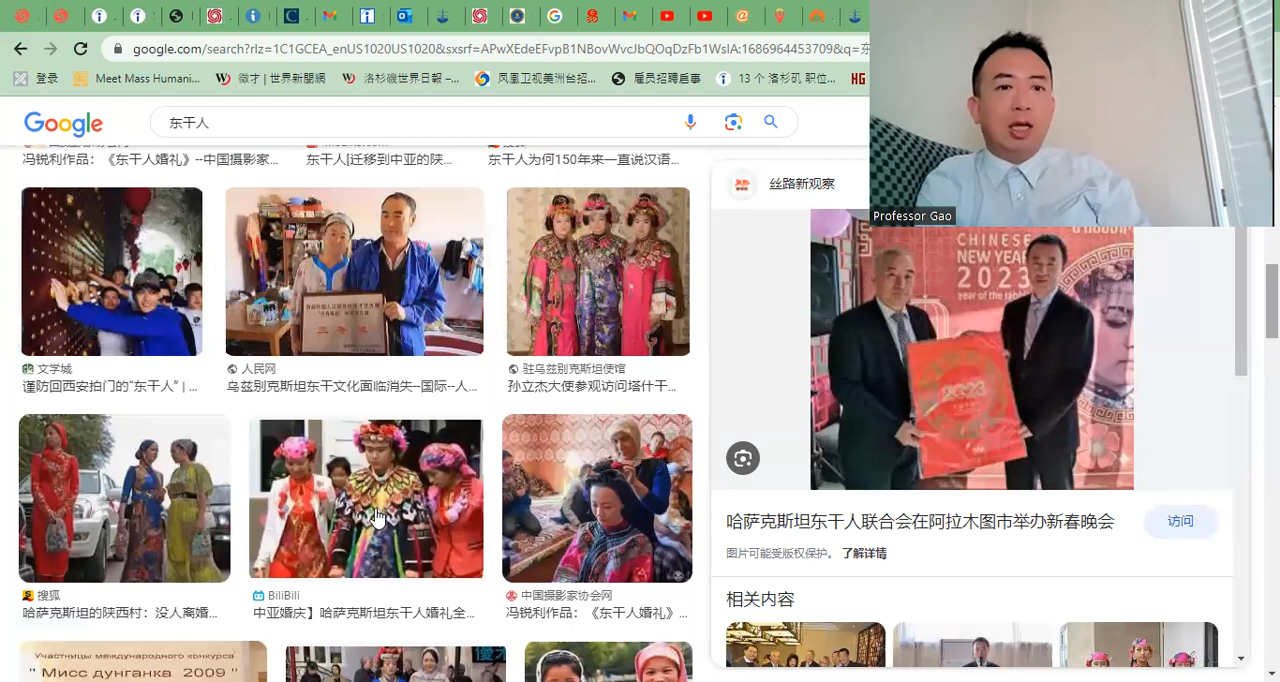 google.com/search?rlz=1C1GCEA_enUS1020US1020&sxsrf=APwXEdeEFvpB1NBovWvcJbQOqDzFb1WslA:1686964453709&q=东
登录
Meet Mass Humani...
徵才 | 世界新聞網
洛杉磯世界日報 –...
凤凰卫视美洲台招...
雇员招聘启事
13 个 洛杉矶 职位...
HG
Google
东干人
冯锐利作品：《东干人婚礼》--中国摄影家...
东干人[迁移到中亚的陕...
东干人为何150年来一直说汉语...
丝路新观察
Professor Gao
CHINESE
NEW YEAR
2023
year of the rabbit
2023
文学城
谨防回西安拍门的“东干人” | ...
人民网
乌兹别克斯坦东干文化面临消失--国际--人...
驻乌兹别克斯坦使馆
孙立杰大使参观访问塔什干...
哈萨克斯坦东干人联合会在阿拉木图市举办新春晚会
访问
图片可能受版权保护。 了解详情
搜狐
哈萨克斯坦的陕西村：没人离婚...
BiliBili
中亚婚庆】哈萨克斯坦东干人婚礼全...
中国摄影家协会网
冯锐利作品：《东干人婚礼》...
相关内容
Участницы международного конкурса
" Мисс дунганка 2009 "